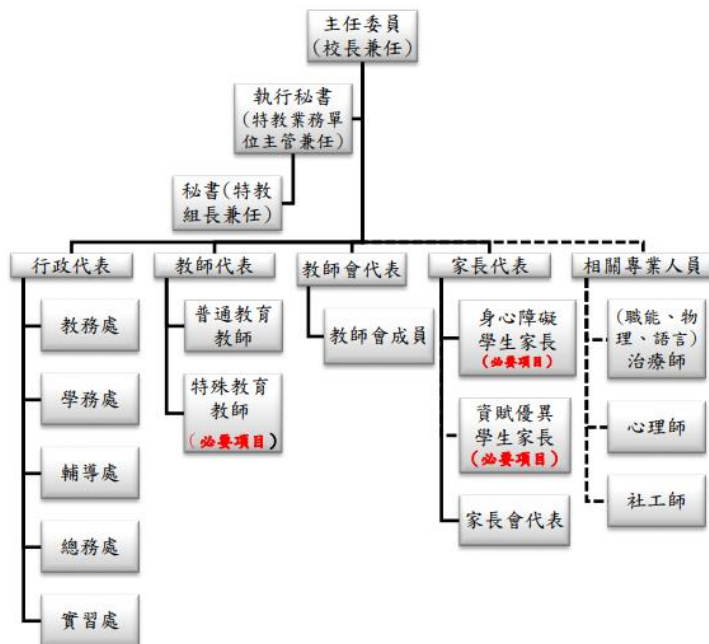 主任委員
(校長兼任)
執行秘書
(特教業務單
位主管兼任)
秘書(特教
組長兼任)
行政代表
教師代表
教師會代表
家長代表
相關專業人員
教務處
學務處
輔導處
總務處
實習處
普通教育
教師
特殊教育
教師
(必要項目)
教師會成員
身心障礙
學生家長
(必要項目)
資賦優異
學生家長
(必要項目)
家長會代表
(職能、物
理、語言)
治療師
心理師
社工師